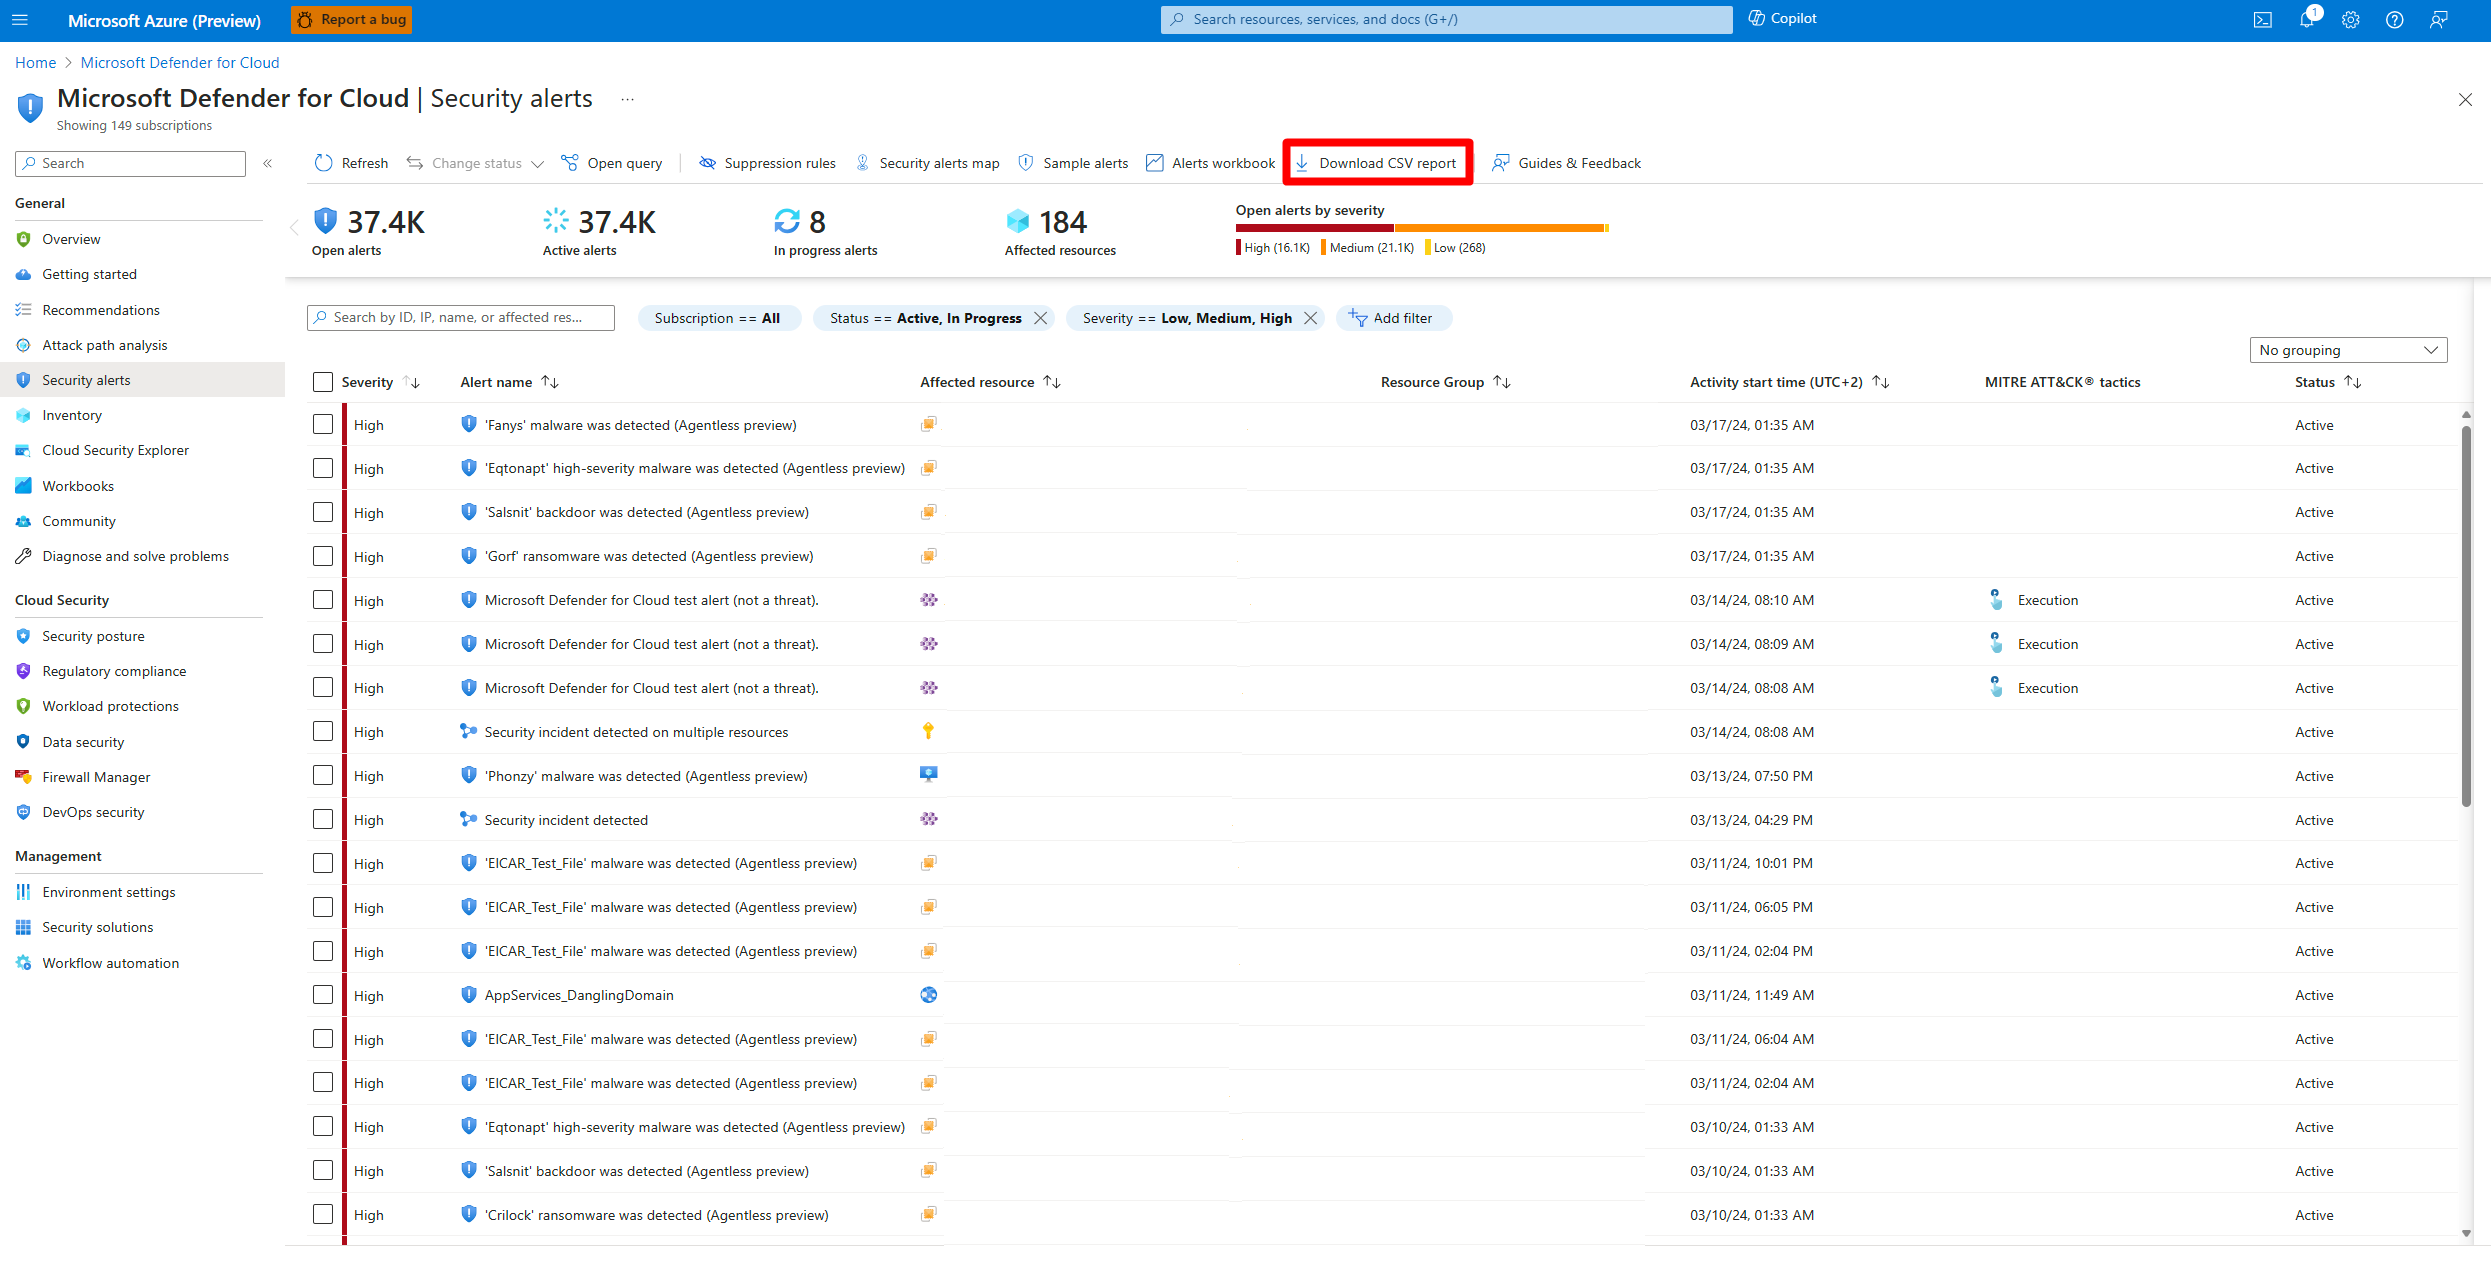 Microsoft Azure (Preview)
Report a bug
Search resources, services, and docs (G+/)
Copilot
1
Home > Microsoft Defender for Cloud
Microsoft Defender for Cloud | Security alerts ...
Showing 149 subscriptions
Search
«
Refresh
Change status
Open query
Suppression rules
Security alerts map
Sample alerts
Alerts workbook
Download CSV report
Guides & Feedback
General
Overview
Getting started
Recommendations
Attack path analysis
Security alerts
Inventory
Cloud Security Explorer
Workbooks
Community
Diagnose and solve problems
Cloud Security
Security posture
Regulatory compliance
Workload protections
Data security
Firewall Manager
DevOps security
Management
Environment settings
Security solutions
Workflow automation
37.4K
Open alerts
37.4K
Active alerts
8
In progress alerts
184
Affected resources
Open alerts by severity
High (16.1K) Medium (21.1K) Low (268)
Search by ID, IP, name, or affected res...
Subscription == All
Status == Active, In Progress
Severity == Low, Medium, High
Add filter
No grouping
Severity Alert name Affected resource Resource Group Activity start time (UTC+2) MITRE ATT&CK® tactics Status
High 'Fanys' malware was detected (Agentless preview) 03/17/24, 01:35 AM Active
High 'Eqtonapt' high-severity malware was detected (Agentless preview) 03/17/24, 01:35 AM Active
High 'Salsnit' backdoor was detected (Agentless preview) 03/17/24, 01:35 AM Active
High 'Gorf' ransomware was detected (Agentless preview) 03/17/24, 01:35 AM Active
High Microsoft Defender for Cloud test alert (not a threat). 03/14/24, 08:10 AM Execution Active
High Microsoft Defender for Cloud test alert (not a threat). 03/14/24, 08:09 AM Execution Active
High Microsoft Defender for Cloud test alert (not a threat). 03/14/24, 08:08 AM Execution Active
High Security incident detected on multiple resources 03/14/24, 08:08 AM Active
High 'Phonzy' malware was detected (Agentless preview) 03/13/24, 07:50 PM Active
High Security incident detected 03/13/24, 04:29 PM Active
High 'EICAR_Test_File' malware was detected (Agentless preview) 03/11/24, 10:01 PM Active
High 'EICAR_Test_File' malware was detected (Agentless preview) 03/11/24, 06:05 PM Active
High 'EICAR_Test_File' malware was detected (Agentless preview) 03/11/24, 02:04 PM Active
High AppServices_DanglingDomain 03/11/24, 11:49 AM Active
High 'EICAR_Test_File' malware was detected (Agentless preview) 03/11/24, 06:04 AM Active
High 'EICAR_Test_File' malware was detected (Agentless preview) 03/11/24, 02:04 AM Active
High 'Eqtonapt' high-severity malware was detected (Agentless preview) 03/10/24, 01:33 AM Active
High 'Salsnit' backdoor was detected (Agentless preview) 03/10/24, 01:33 AM Active
High 'Crilock' ransomware was detected (Agentless preview) 03/10/24, 01:33 AM Active